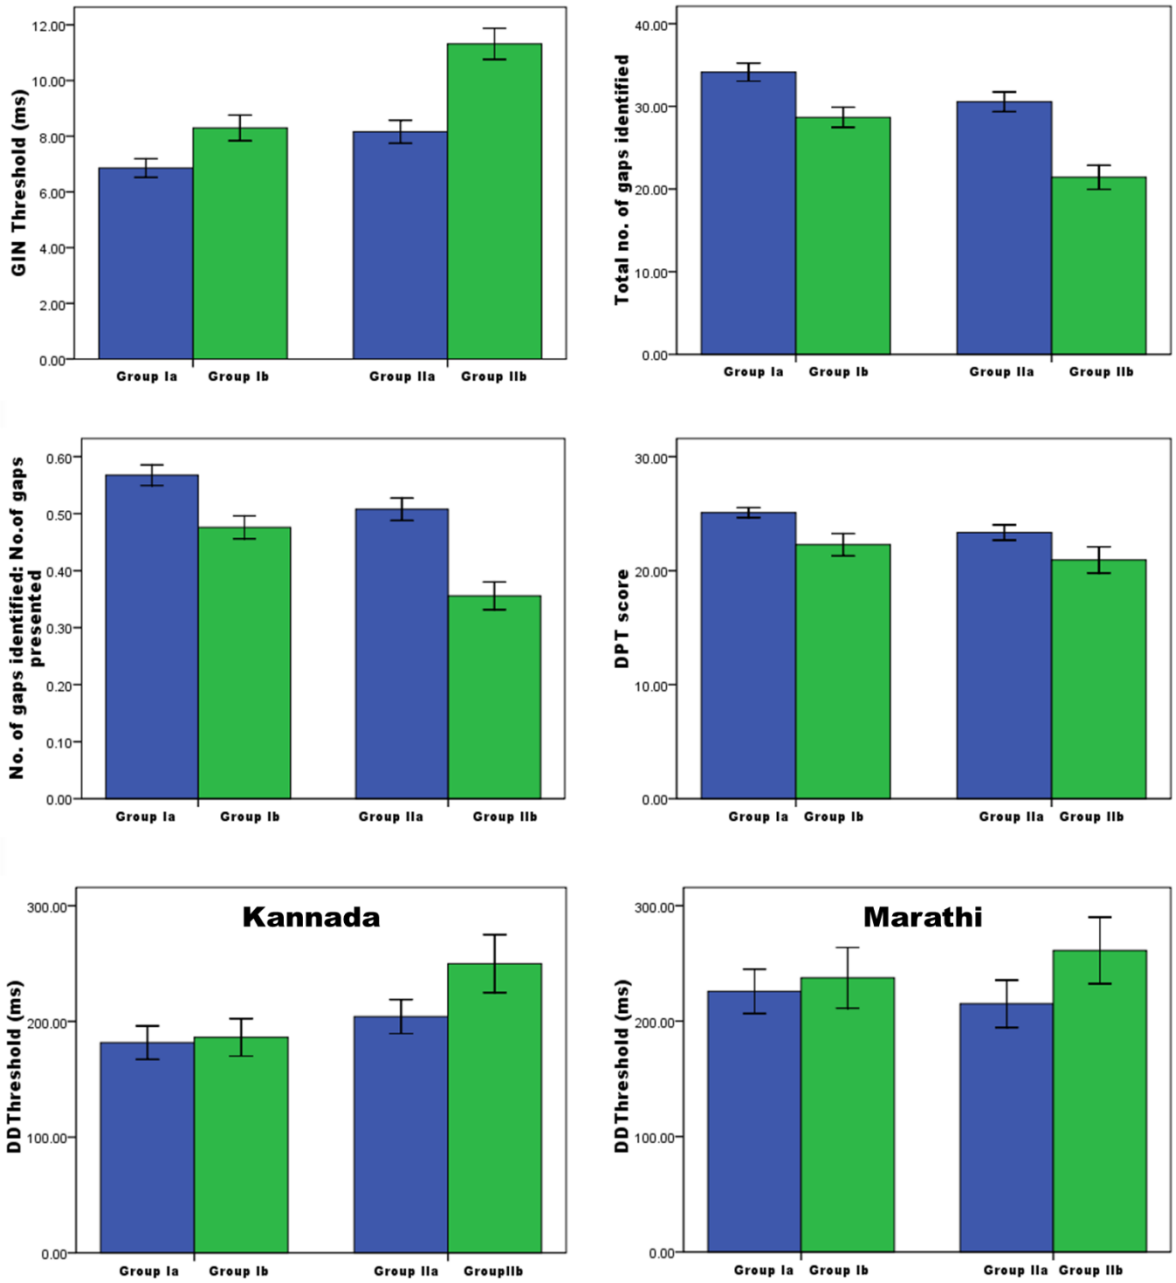 GIN Threshold (ms)
12.00
10.00
8.00
6.00
4.00
2.00
0.00
Group Ia
Group Ib
Group IIa
Group IIb
Total no. of gaps identified
40.00
30.00
20.00
10.00
0.00
Group Ia
Group Ib
Group IIa
Group IIb
No. of gaps identified: No.of gaps
presented
0.60
0.50
0.40
0.30
0.20
0.10
0.00
Group Ia
Group Ib
Group IIa
Group IIb
DPT score
30.00
20.00
10.00
0.00
Group Ia
Group Ib
Group IIa
Group IIb
Kannada
DDThreshold (ms)
300.00
200.00
100.00
0.00
Group Ia
Group Ib
Group IIa
GroupIIb
Marathi
DDThreshold (ms)
300.00
200.00
100.00
0.00
Group Ia
Group Ib
Group IIa
Group IIb